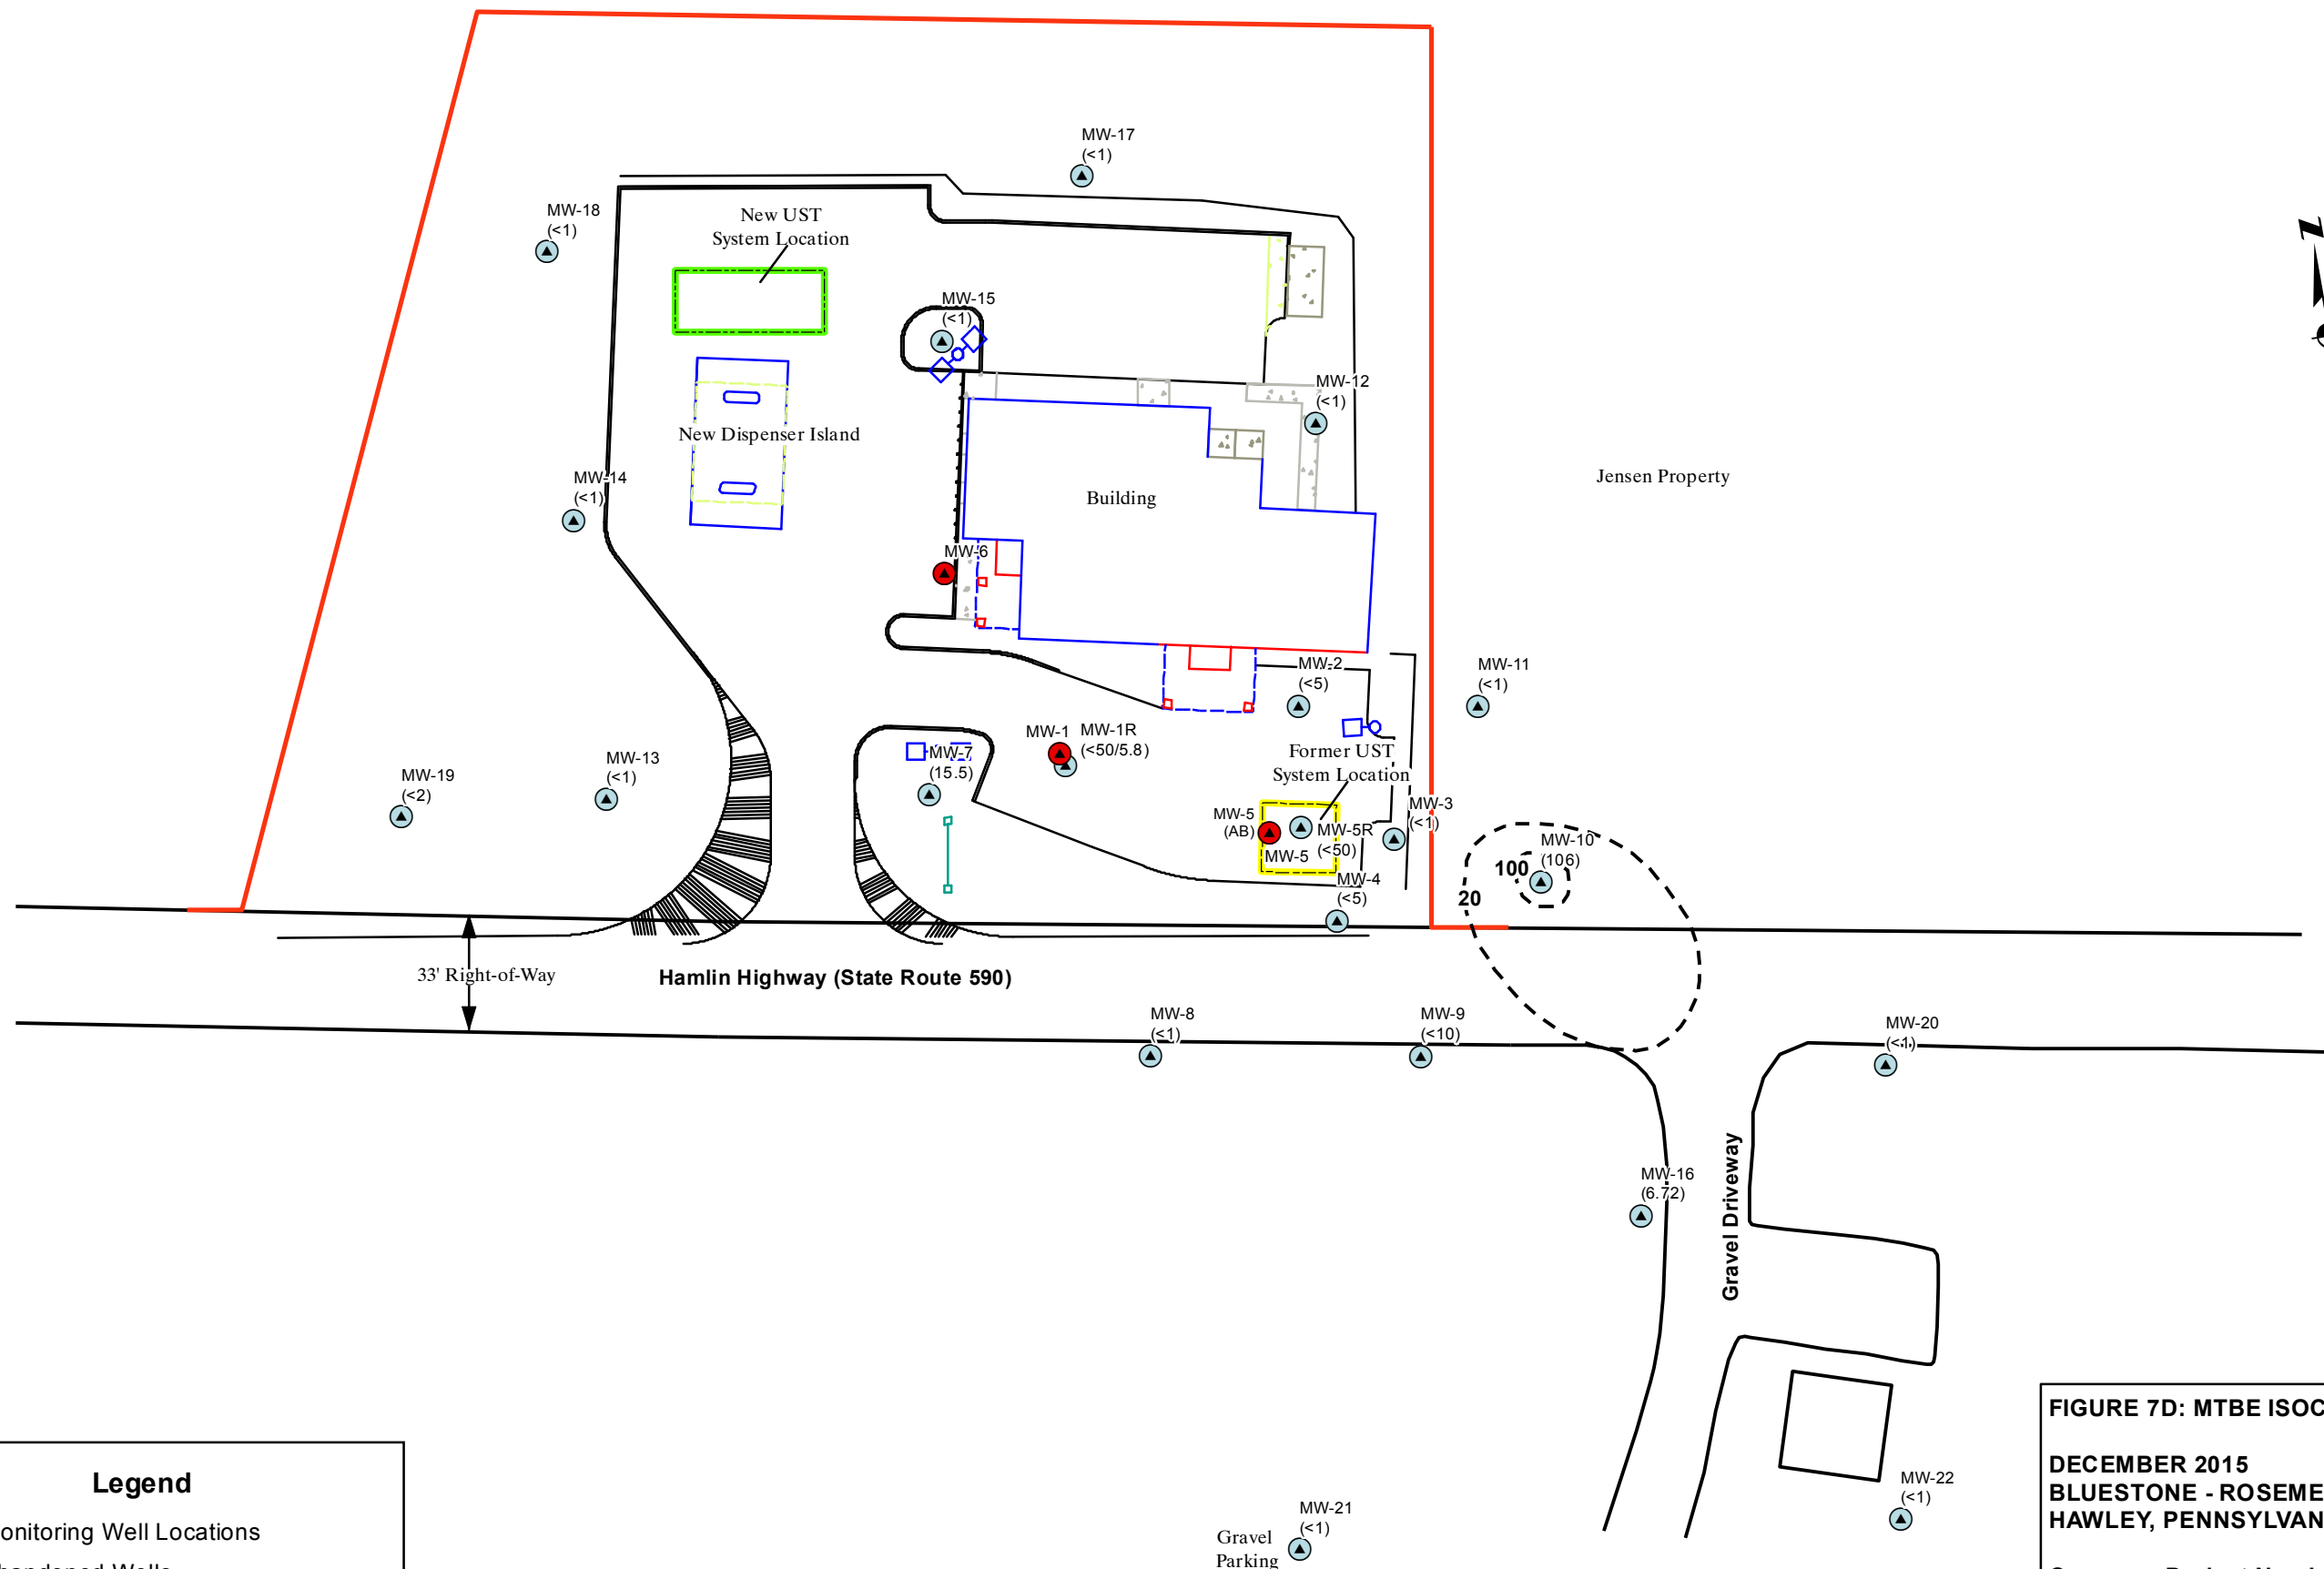 MW-17
(<1)
MW-18
(<1)
New UST
System Location
MW-15
(<1)
MW-12
(<1)
New Dispenser Island
Jensen Property
MW-14
(<1)
Building
MW-6
MW-2
(<5)
MW-11
(<1)
MW-1
MW-1R
(<50/5.8)
MW-7
(15.5)
Former UST
System Location
MW-13
(<1)
MW-19
(<2)
MW-3
(<1)
MW-5
(AB)
MW-5R
(<50)
MW-5
MW-10
(106)
100
20
MW-4
(<5)
33' Right-of-Way
Hamlin Highway (State Route 590)
MW-8
(<1)
MW-9
(<10)
MW-20
(<1)
MW-16
(6.72)
Gravel Driveway
FIGURE 7D: MTBE ISOC
DECEMBER 2015
BLUESTONE - ROSEME
HAWLEY, PENNSYLVAN
Legend
onitoring Well Locations
MW-22
(<1)
MW-21
(<1)
Gravel
Parking